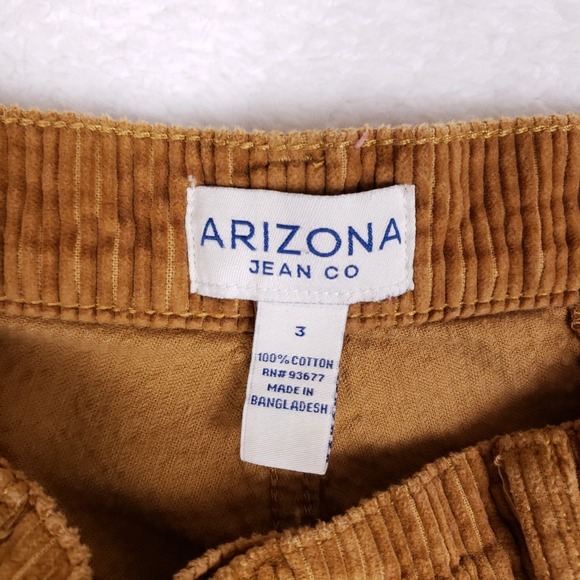 ARIZONA
JEAN CO
3
100% COTTON
RN# 93677
MADE IN
BANGLADESH